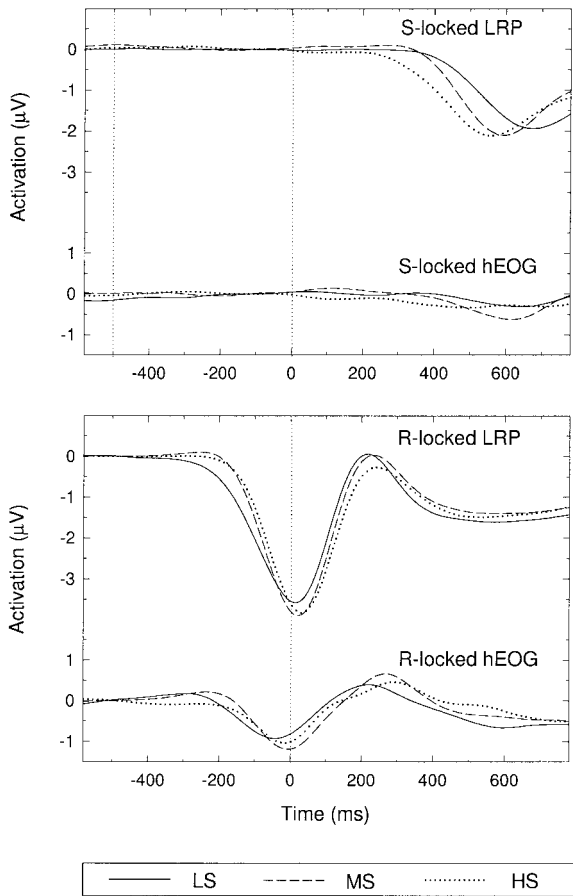 S-locked LRP
0
-1
-2
-3
Activation (µV)
S-locked hEOG
1
0
-1
-400 -200 0 200 400 600
R-locked LRP
0
-1
-2
-3
Activation (µV)
R-locked hEOG
1
0
-1
-400 -200 0 200 400 600
Time (ms)
LS MS HS